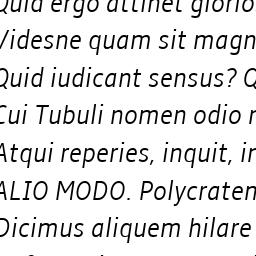 Quid ergo attinet glorio
Videsne quam sit magn
Quid iudicant sensus? Q
Cui Tubuli nomen odio
Atqui reperies, inquit, in
ALIO MODO. Polycraten
Dicimus aliquem hilare